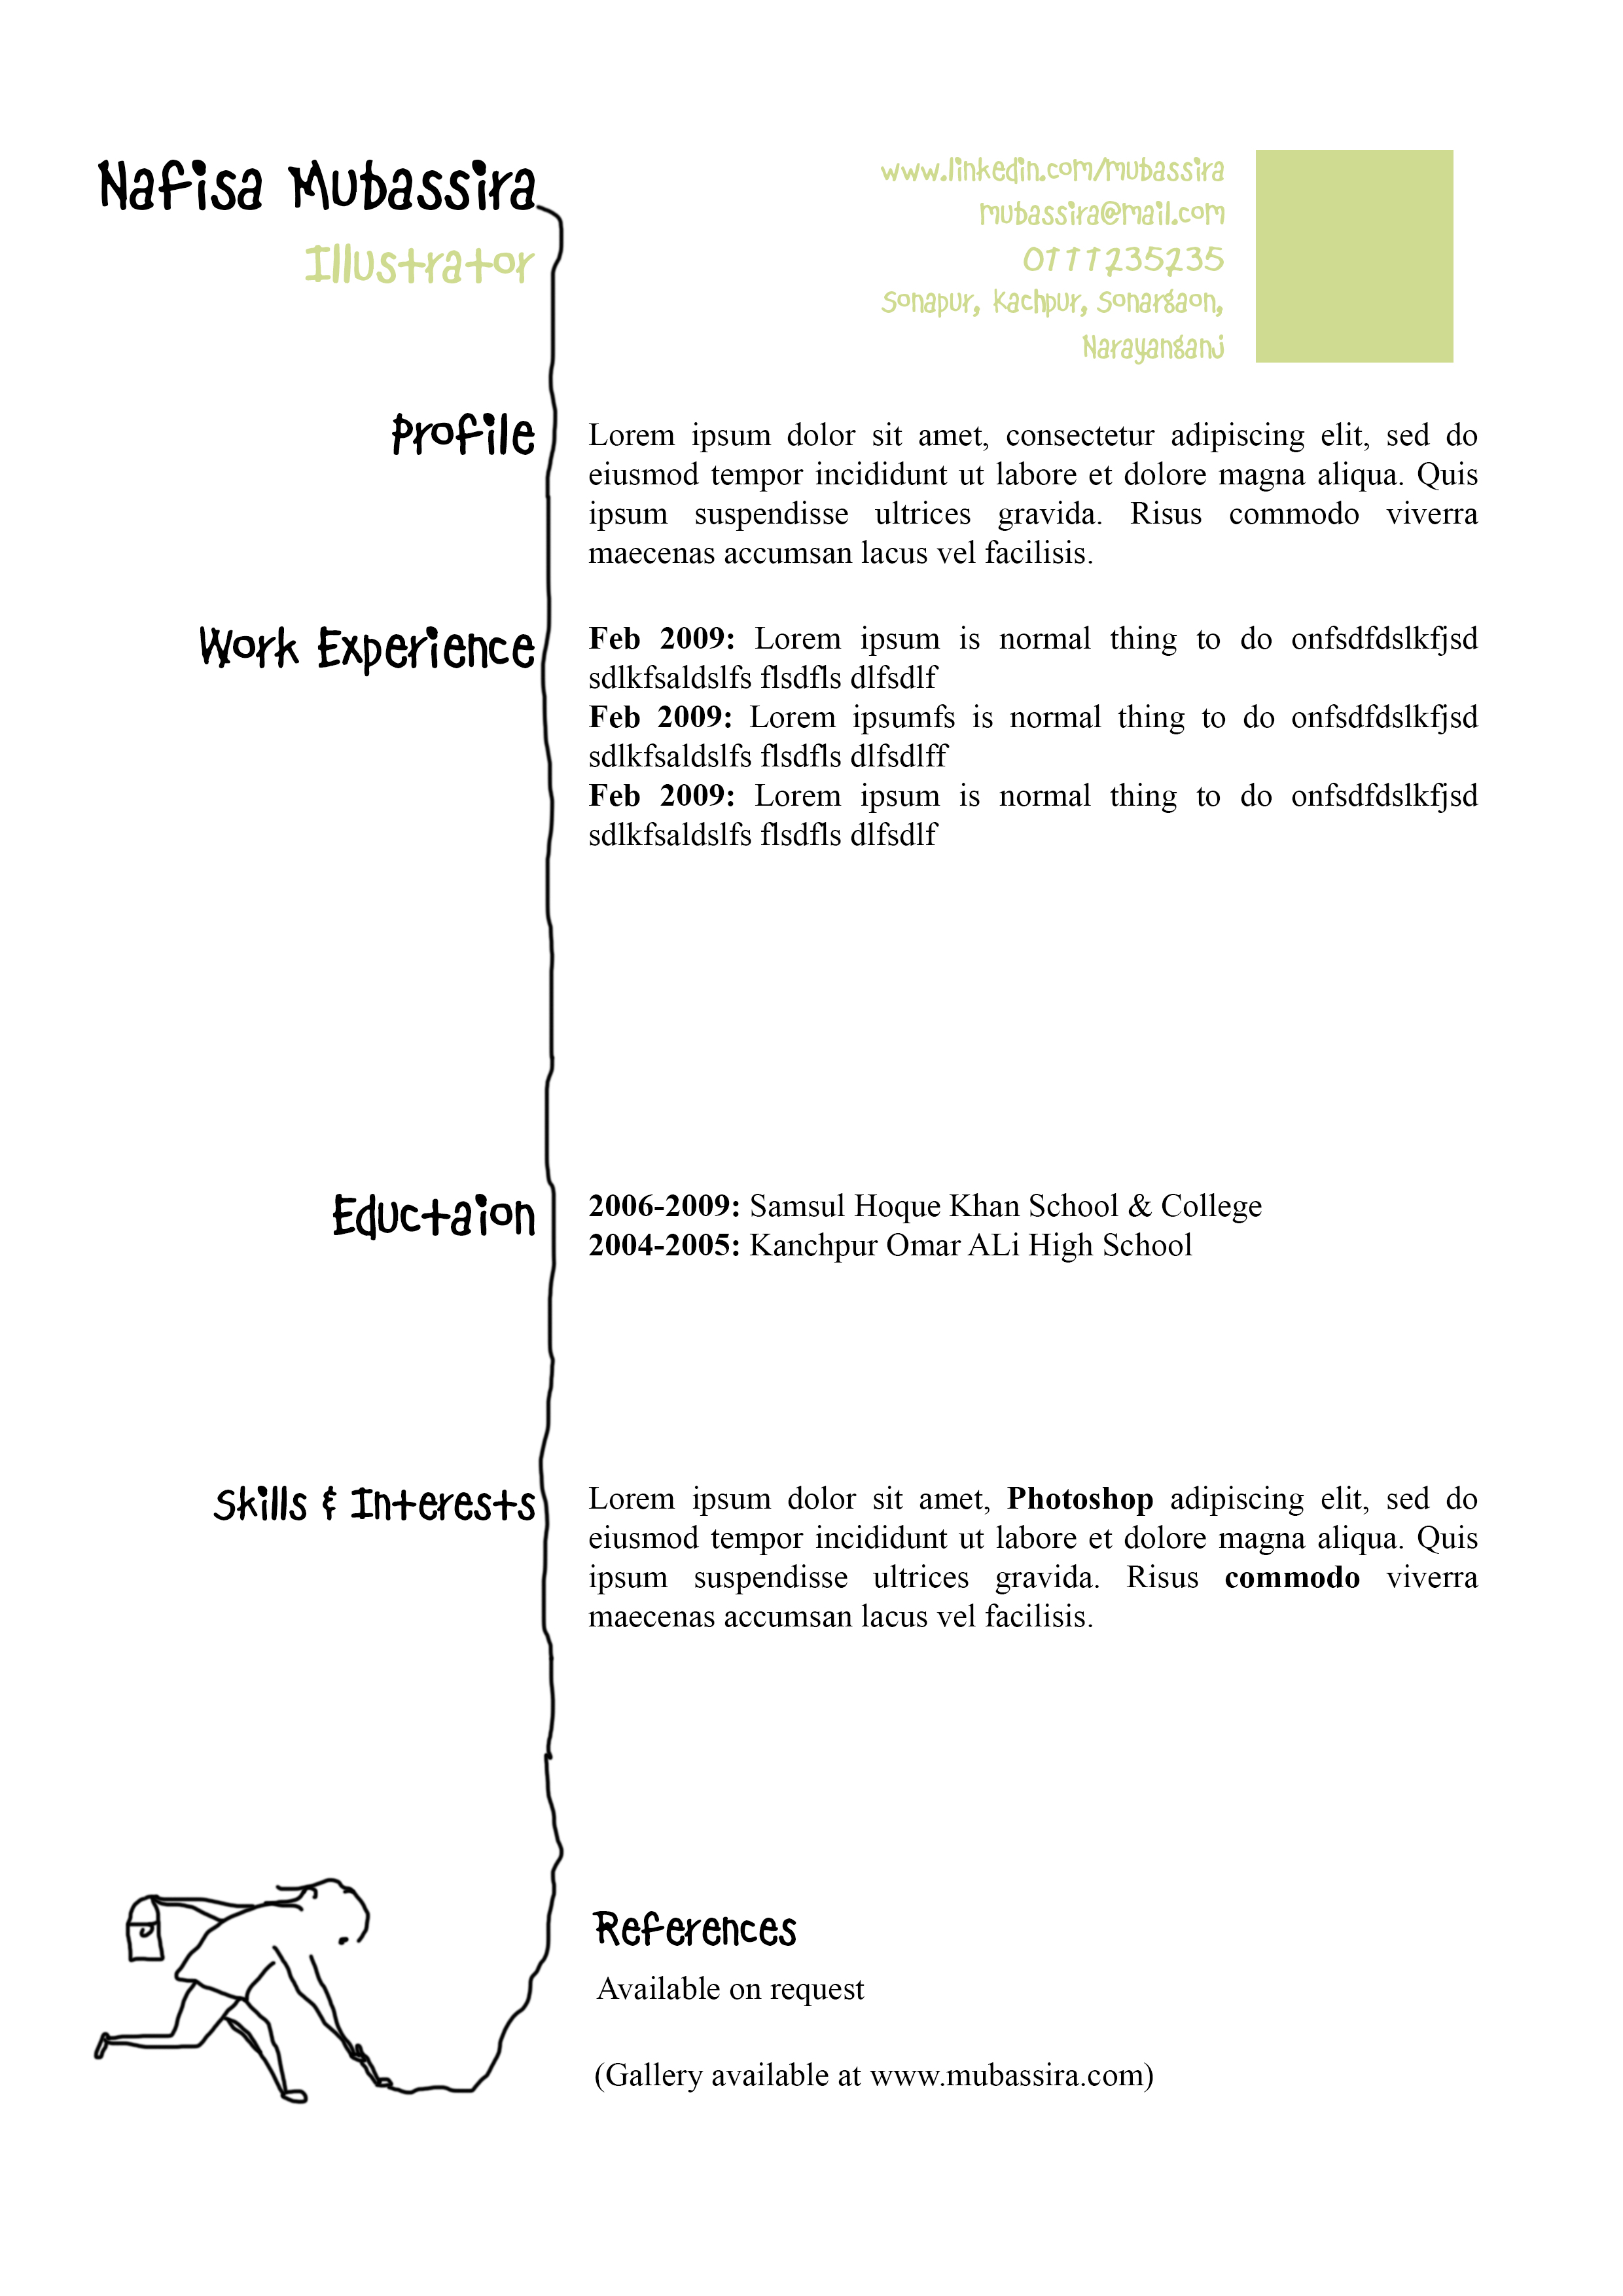 Nafisa Mubassira
Illustrator
www.linkedin.com/mubassira
mubassira@mail.com
0111235235
Sonapur, Kachpur, Sonargaon,
Narayanganj
Profile
Lorem ipsum dolor sit amet, consectetur adipiscing elit, sed do
eiusmod tempor incididunt ut labore et dolore magna aliqua. Quis
ipsum suspendisse ultrices gravida. Risus commodo viverra
maecenas accumsan lacus vel facilisis.
Work Experience
Feb 2009: Lorem ipsum is normal thing to do onfsdfdslkfjsd
sdlkfsaldslfs flsdfls dlfsdlf
Feb 2009: Lorem ipsumfs is normal thing to do onfsdfdslkfjsd
sdlkfsaldslfs flsdfls dlfsdlff
Feb 2009: Lorem ipsum is normal thing to do onfsdfdslkfjsd
sdlkfsaldslfs flsdfls dlfsdlf
Eductaion
2006-2009: Samsul Hoque Khan School & College
2004-2005: Kanchpur Omar ALi High School
Skills & Interests
Lorem ipsum dolor sit amet, Photoshop adipiscing elit, sed do
eiusmod tempor incididunt ut labore et dolore magna aliqua. Quis
ipsum suspendisse ultrices gravida. Risus commodo viverra
maecenas accumsan lacus vel facilisis.
References
Available on request
(Gallery available at www.mubassira.com)